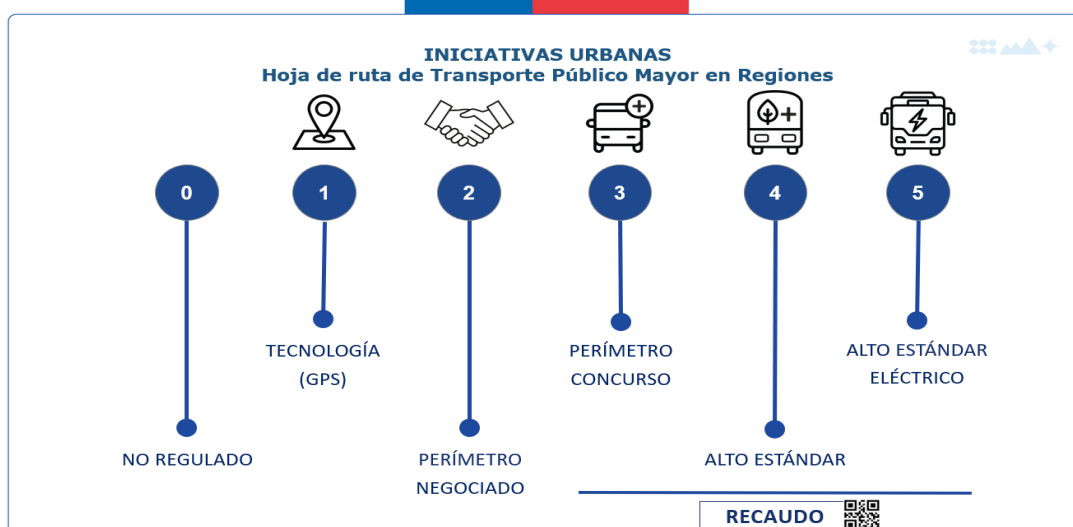 INICIATIVAS URBANAS
Hoja de ruta de Transporte Público Mayor en Regiones
0
1
2
3
4
5
TECNOLOGÍA
(GPS)
PERÍMETRO
CONCURSO
ALTO ESTÁNDAR
ELÉCTRICO
NO REGULADO
PERÍMETRO
NEGOCIADO
ALTO ESTÁNDAR
RECAUDO